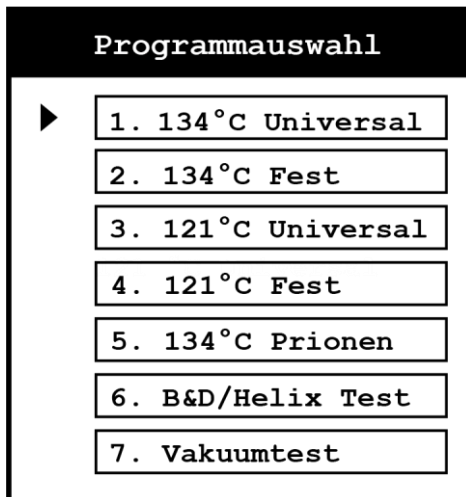 Programmauswahl
1. 134°C Universal
2. 134°C Fest
3. 121°C Universal
4. 121°C Fest
5. 134°C Prionen
6. B&D/Helix Test
7. Vakuumtest